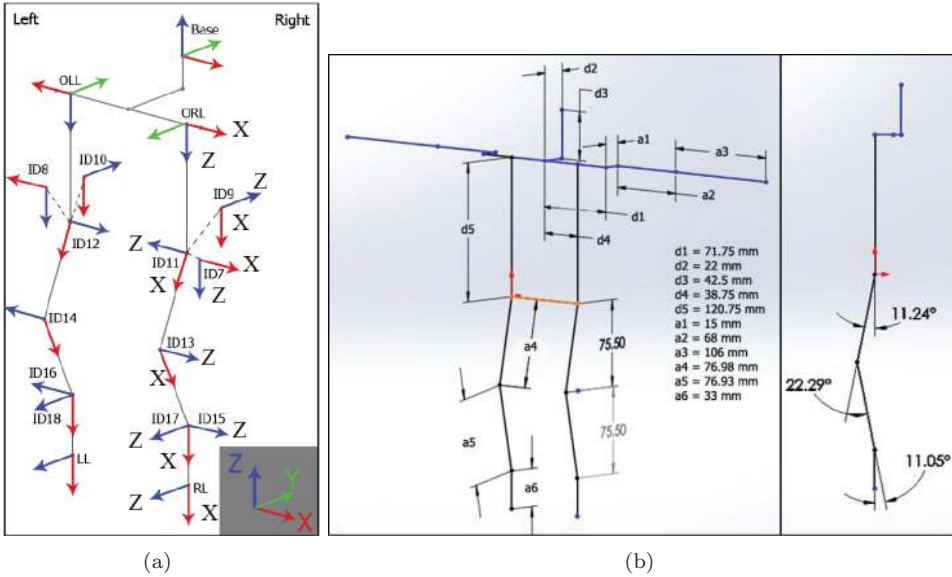 Left
Base
Right
OLL
ORL
X
Z
ID8
ID10
ID9
Z
X
ID12
Z
ID11
X
ID7
X
Z
ID14
ID13
Z
X
ID16
ID18
ID17
ID15
Z
Z
X
LL
RL
Z
X
Z
Y
X
(a)
d2
d3
a1
a3
a2
d1
d4
d5
d1 = 71.75 mm
d2 = 22 mm
d3 = 42.5 mm
d4 = 38.75 mm
d5 = 120.75 mm
a1 = 15 mm
a2 = 68 mm
a3 = 106 mm
a4 = 76.98 mm
a5 = 76.93 mm
a6 = 33 mm
a4
75.50
75.50
a5
a6
11.24°
22.29°
11.05°
(b)